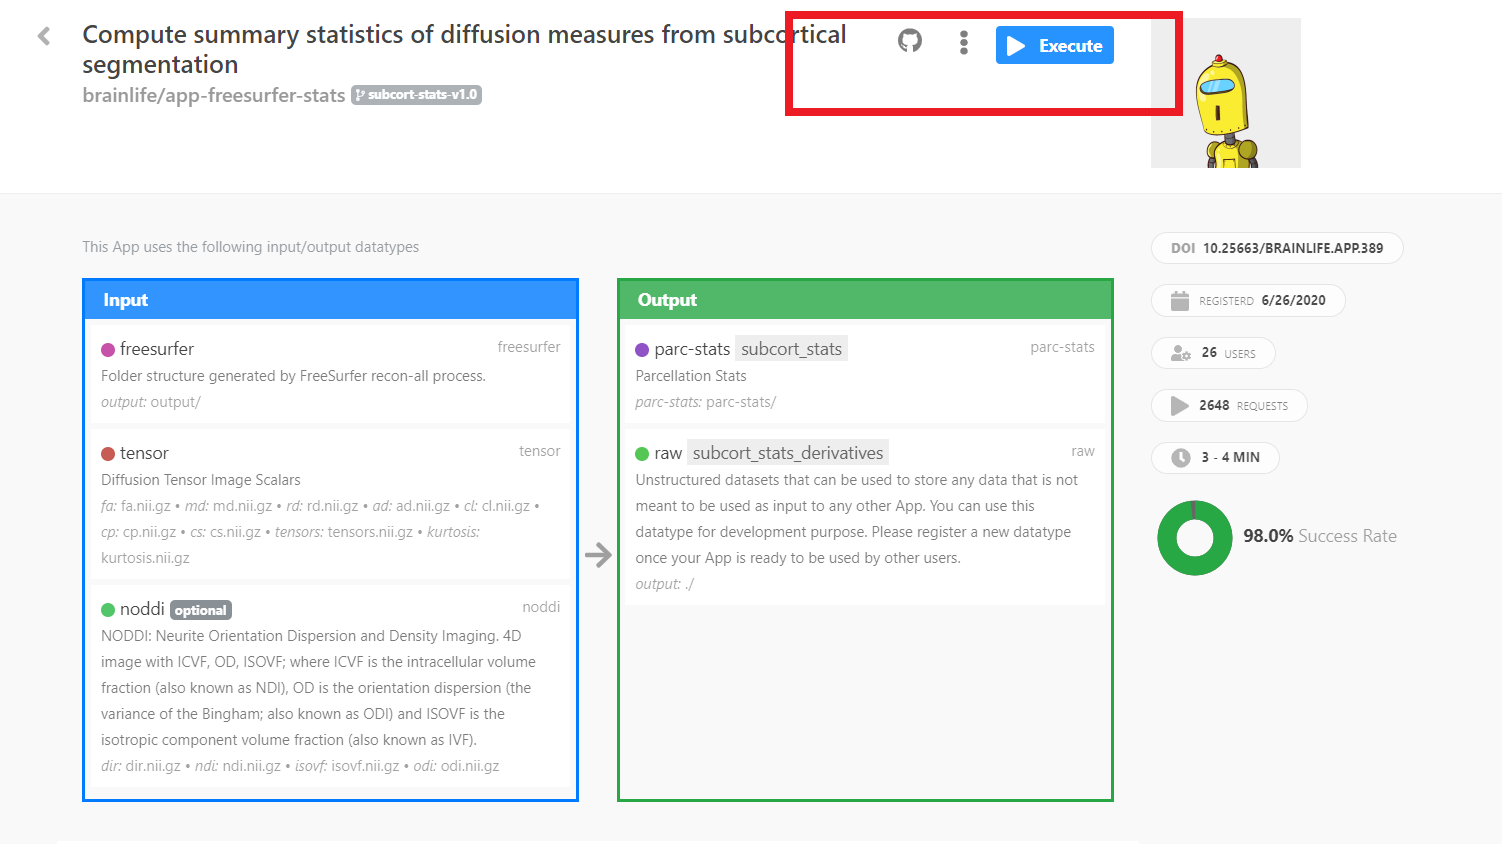 Compute summary statistics of diffusion measures from subcortical
segmentation
brainlife/app-freesurfer-stats subcort-stats-v1.0
Execute
This App uses the following input/output datatypes
Input
freesurfer freesurfer
Folder structure generated by FreeSurfer recon-all process.
output: output/
tensor tensor
Diffusion Tensor Image Scalars
fa: fa.nii.gz • md: md.nii.gz • rd: rd.nii.gz • ad: ad.nii.gz • cl: cl.nii.gz •
cp: cp.nii.gz • cs: cs.nii.gz • tensors: tensors.nii.gz • kurtosis:
kurtosis.nii.gz
noddi optional noddi
NODDI: Neurite Orientation Dispersion and Density Imaging. 4D
image with ICVF, OD, ISOVF; where ICVF is the intracellular volume
fraction (also known as NDI), OD is the orientation dispersion (the
variance of the Bingham; also known as ODI) and ISOVF is the
isotropic component volume fraction (also known as IVF).
dir: dir.nii.gz • ndi: ndi.nii.gz • isovf: isovf.nii.gz • odi: odi.nii.gz
Output
parc-stats subcort_stats parc-stats
Parcellation Stats
parc-stats: parc-stats/
raw subcort_stats_derivatives raw
Unstructured datasets that can be used to store any data that is not
meant to be used as input to any other App. You can use this
datatype for development purpose. Please register a new datatype
once your App is ready to be used by other users.
output: ./
DOI 10.25663/BRAINLIFE.APP.389
REGISTERD 6/26/2020
26 USERS
2648 REQUESTS
3 - 4 MIN
98.0% Success Rate